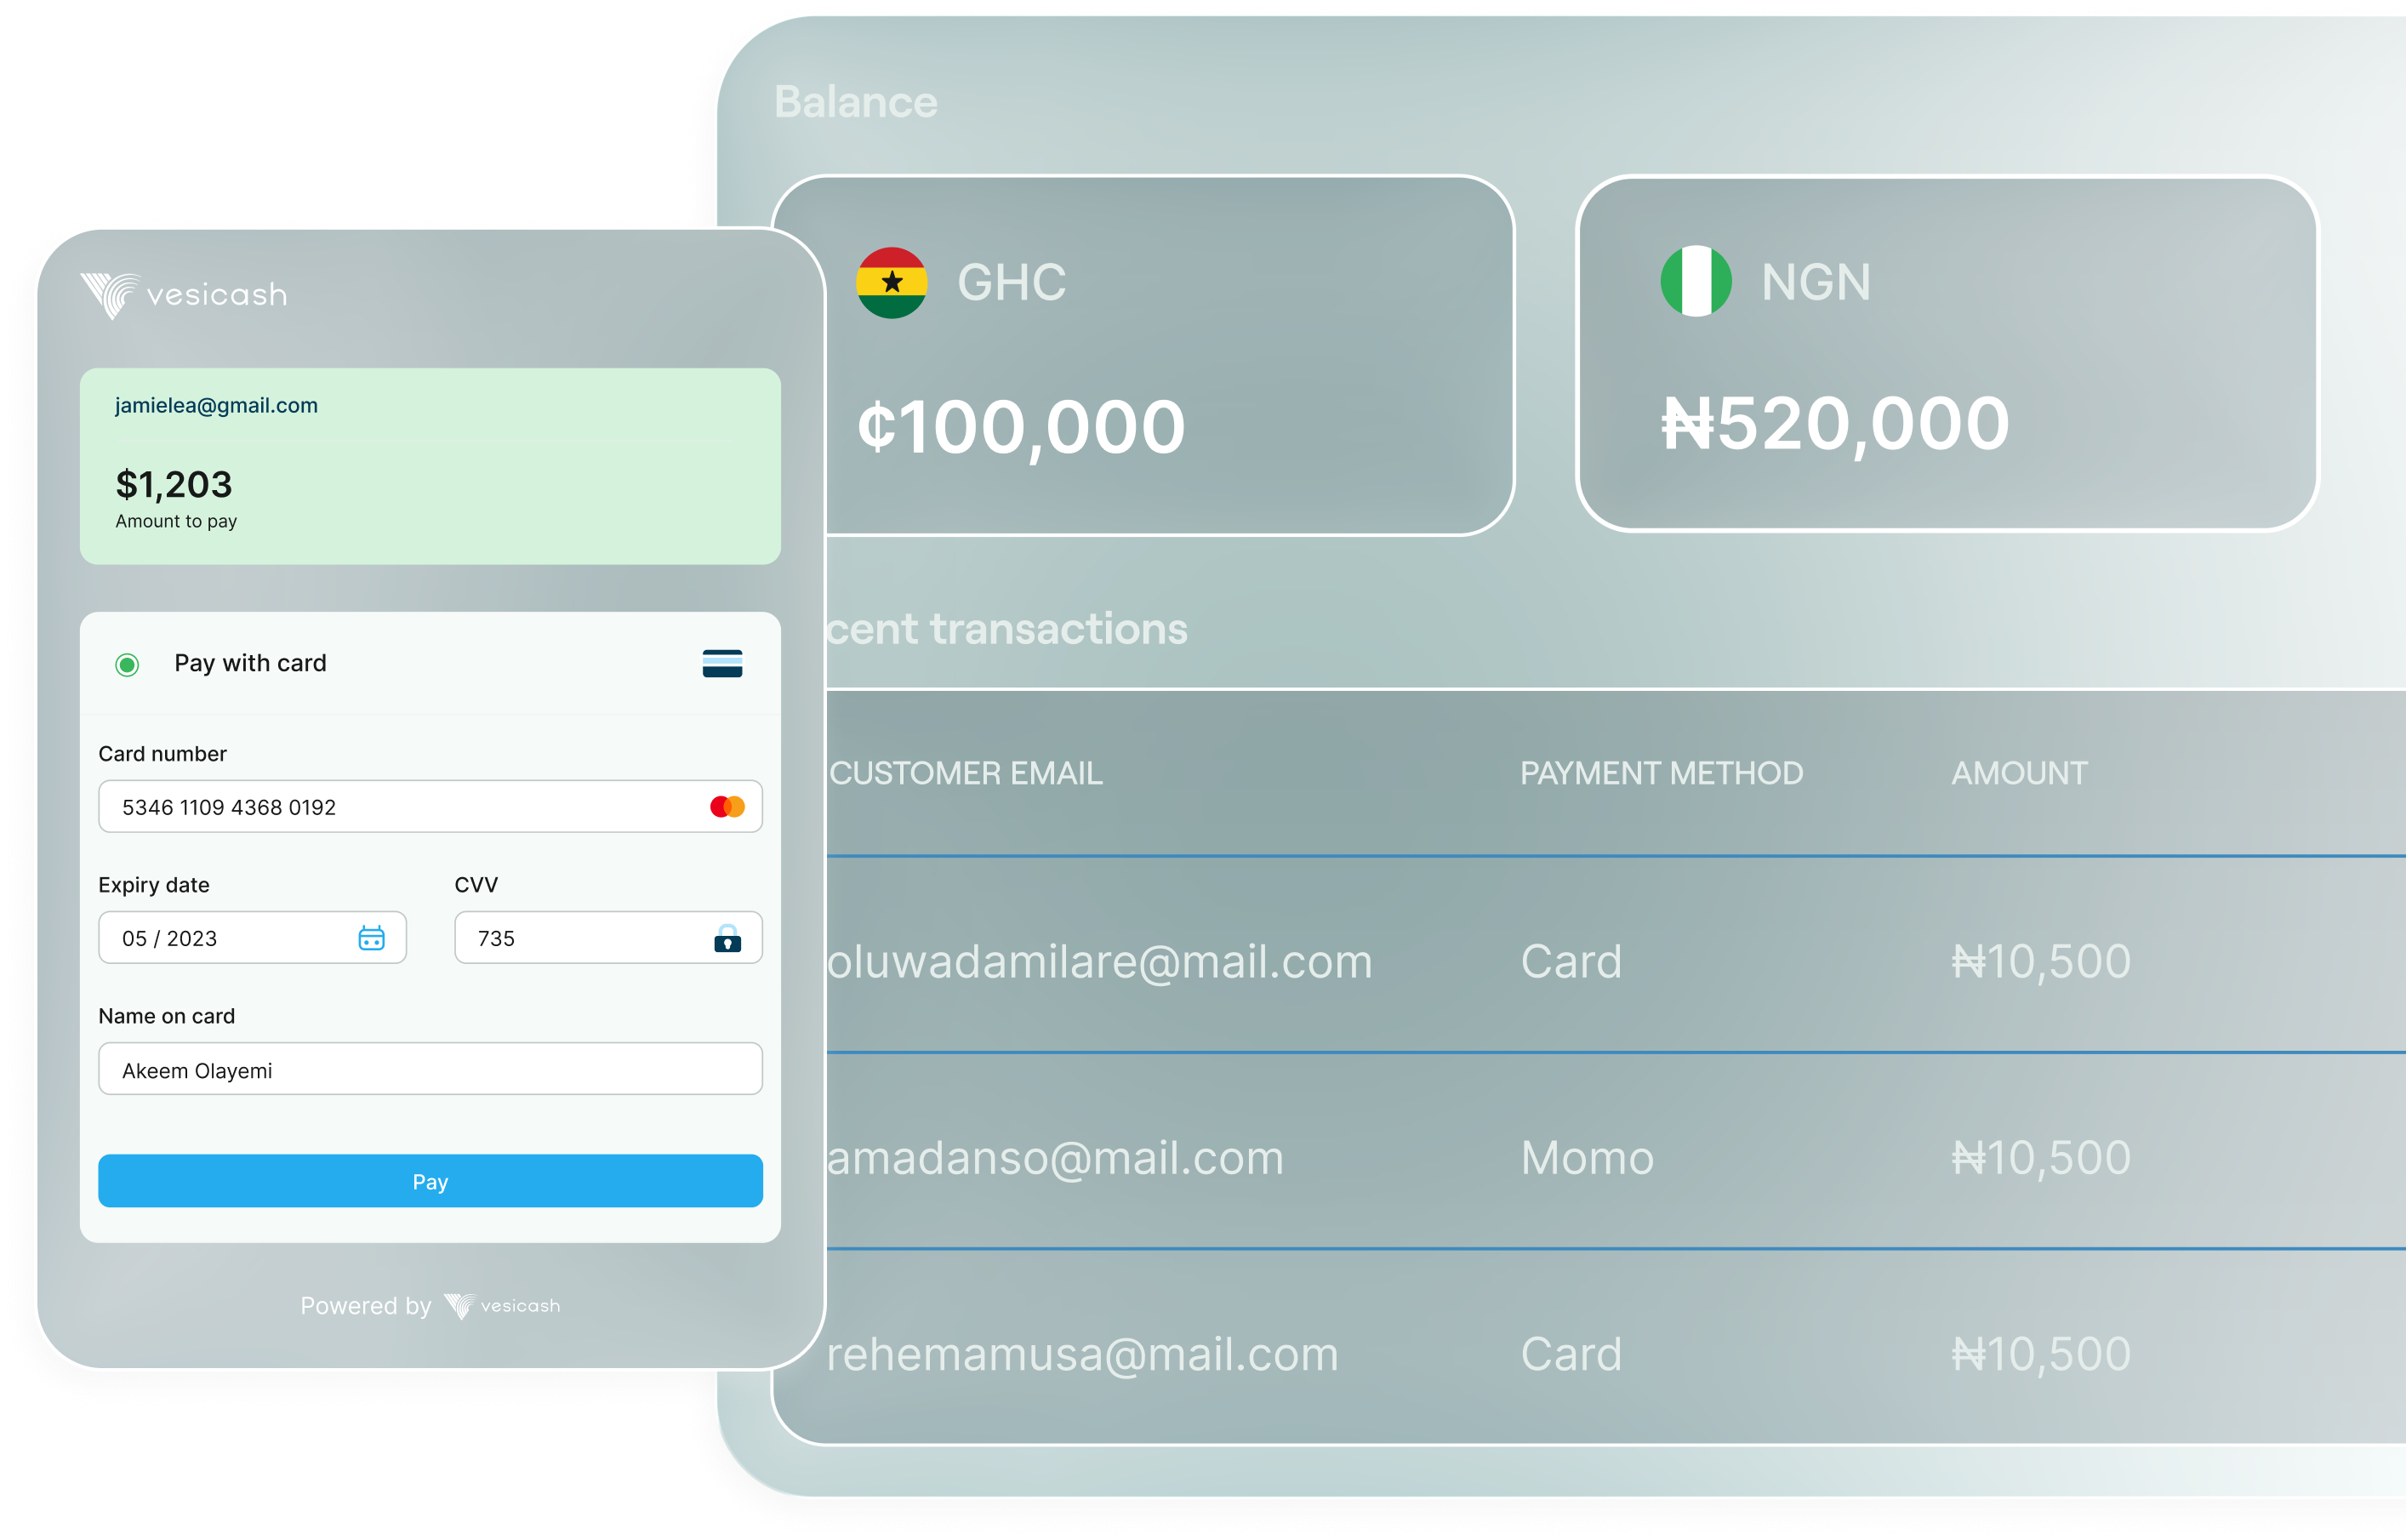 vesicash
jamielea@gmail.com
$1,203
Amount to pay
Pay with card
Card number
5346 1109 4368 0192
Expiry date
CVV
05 / 2023
735
Name on card
Akeem Olayemi
Pay
Powered by vesicash
Balance
GHC
¢100,000
NGN
₦520,000
cent transactions
CUSTOMER EMAIL PAYMENT METHOD AMOUNT
oluwadamilare@mail.com Card ₦10,500
amadanso@mail.com Momo ₦10,500
rehemamusa@mail.com Card ₦10,500